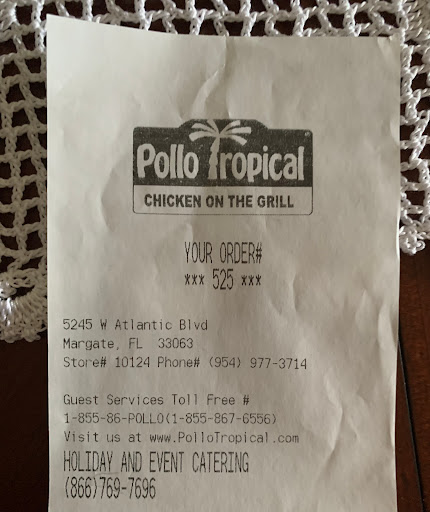 Pollo Tropical
CHICKEN ON THE GRILL
YOUR ORDER#
*** 525 ***
5245 W Atlantic Blvd
Margate, FL 33063
Store# 10124 Phone# (954) 977-3714
Guest Services Toll Free #
1-855-86-POLLO(1-855-867-6556)
Visit us at www.PolloTropical.com
HOLIDAY AND EVENT CATERING
(866)769-7696